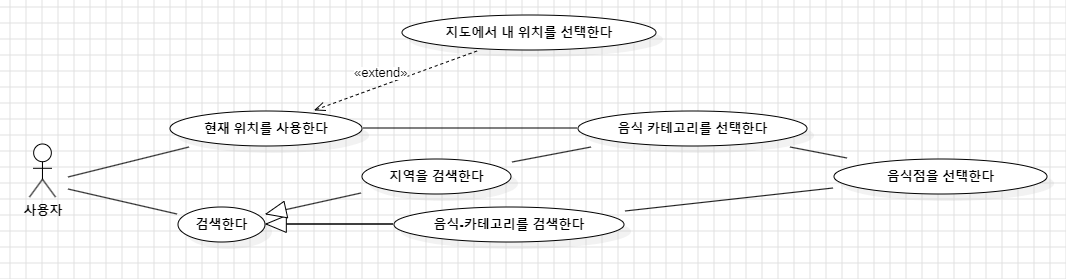 지도에서 내 위치를 선택한다
«extend»
현재 위치를 사용한다
음식 카테고리를 선택한다
지역을 검색한다
음식점을 선택한다
사용자
검색한다
음식-카테고리를 검색한다